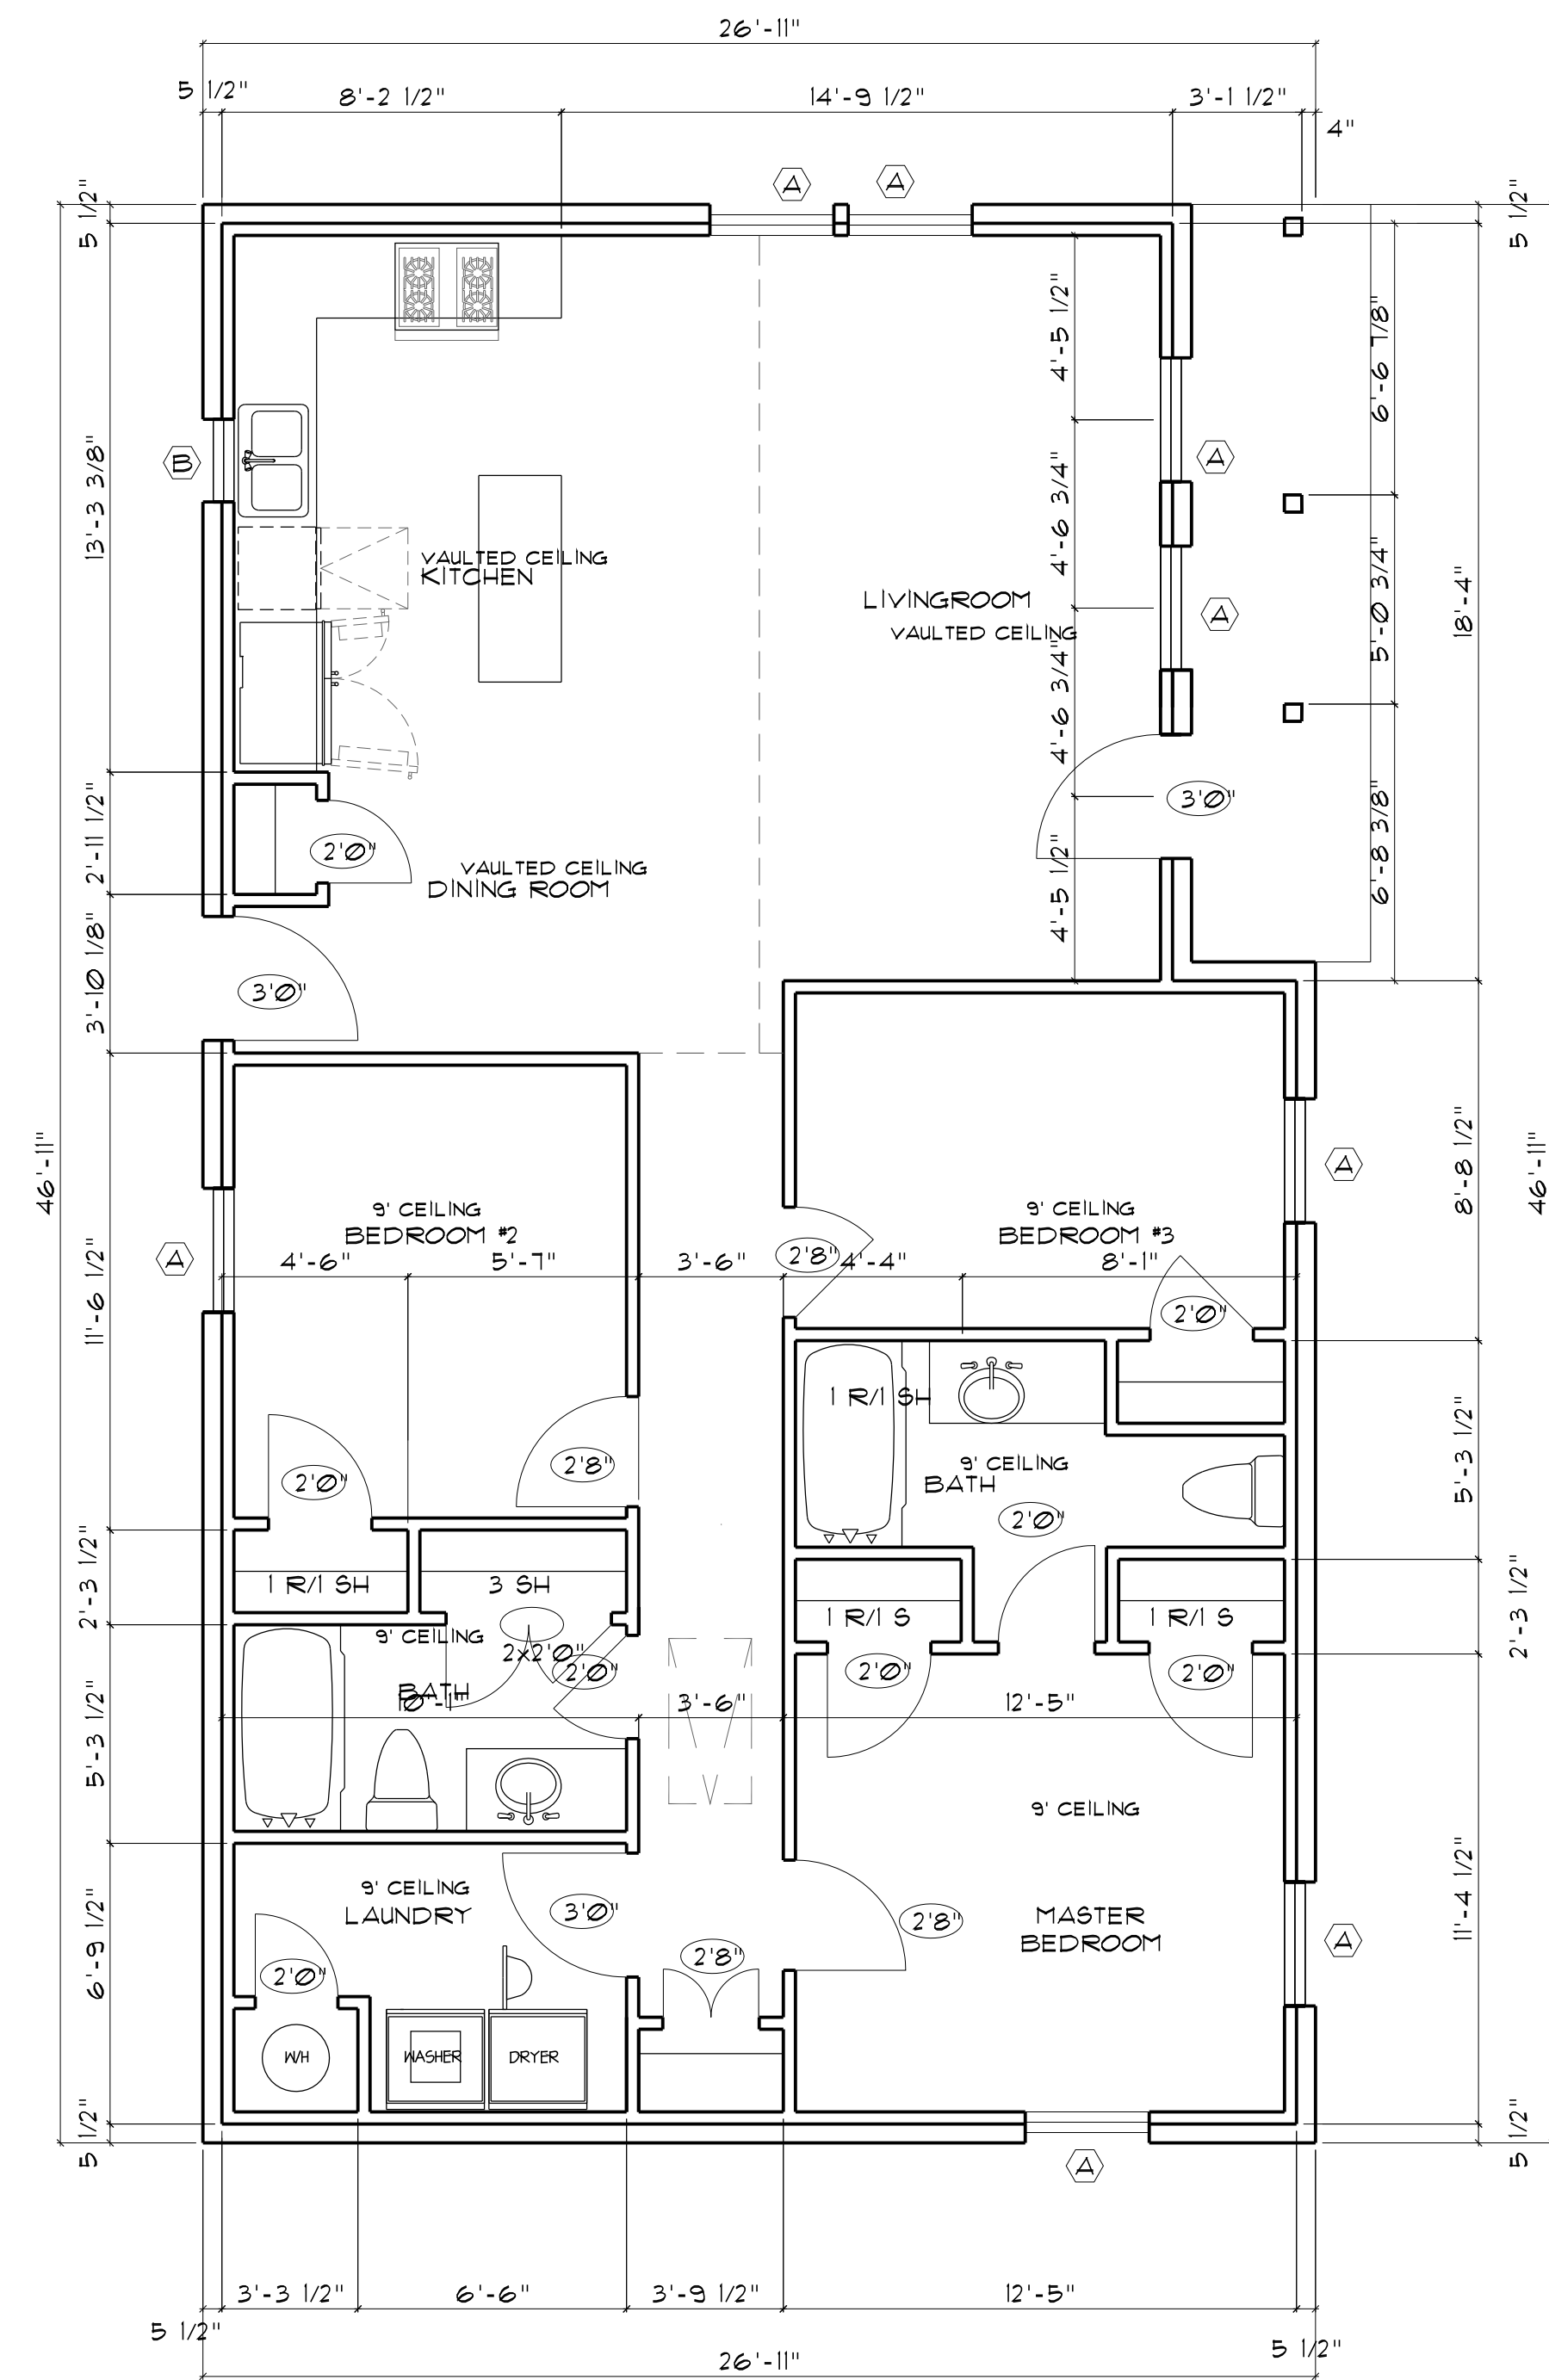 26'-11"
5 1/2"
8'-2 1/2"
14'-9 1/2"
3'-1 1/2"
4"
A
A
5 1/2"
5 1/2"
4'-5 1/2"
6'-6 7/8"
B
13'-3 3/8"
A
4'-6 3/4"
VAULTED CEILING
KITCHEN
LIVINGROOM
VAULTED CEILING
A
5'-0 3/4"
18'-4"
4'-6 3/4"
3'0"
2'-11 1/2"
2'0"
VAULTED CEILING
DINING ROOM
4'-5 1/2"
6'-8 3/8"
3'-10 1/8"
3'0"
46'-11"
46'-11"
8'-8 1/2"
A
9' CEILING
BEDROOM #2
9' CEILING
BEDROOM #3
A
11'-6 1/2"
4'-6"
5'-7"
3'-6"
2'8"
4'-4"
8'-1"
2'0"
1 R/1 SH
2'0"
2'8"
9' CEILING
BATH
5'-3 1/2"
2'0"
2'-3 1/2"
1 R/1 SH
3 SH
1 R/1 S
1 R/1 S
2'-3 1/2"
9' CEILING
2x2'0"
2'0"
BATH
10'-1"
2'0"
2'0"
3'-6"
12'-5"
5'-3 1/2"
9' CEILING
9' CEILING
LAUNDRY
3'0"
2'8"
MASTER
BEDROOM
A
11'-4 1/2"
6'-9 1/2"
2'0"
2'8"
W/H
WASHER
DRYER
5 1/2"
5 1/2"
A
3'-3 1/2"
6'-6"
3'-9 1/2"
12'-5"
5 1/2"
5 1/2"
26'-11"